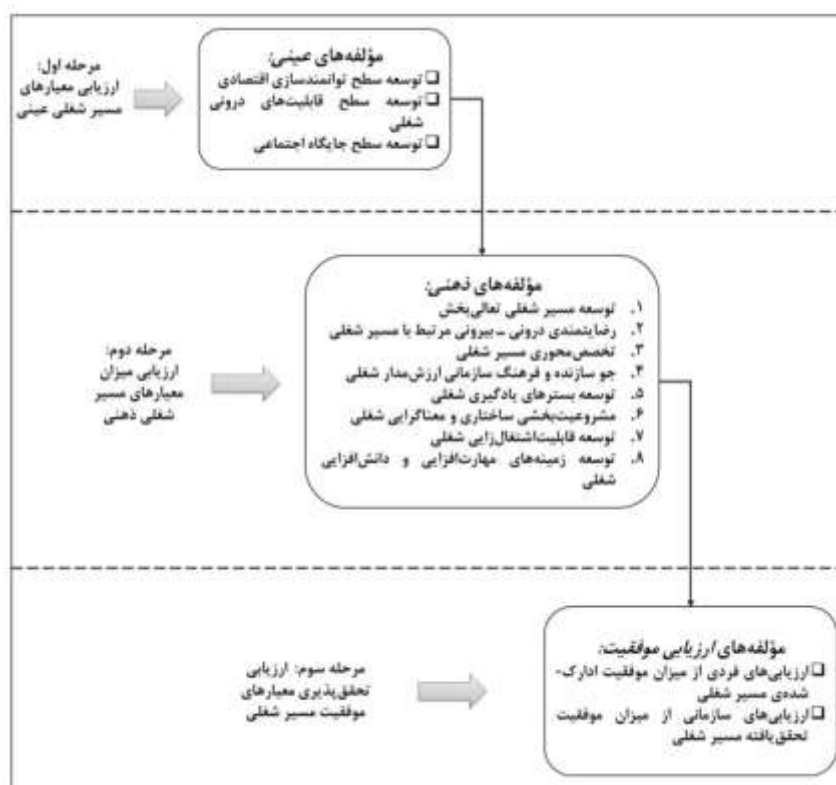 مرحله اول:
ارزیابی معیارهای
مسیر شغلی عینی
مؤلفه‌های عینی:
❑ توسعه سطح توانمندسازی اقتصادی
❑ توسعه سطح قابلیت‌های درونی
شغلی
❑ توسعه سطح جایگاه اجتماعی
مرحله دوم:
ارزیابی میزان
معیارهای مسیر
شغلی ذهنی
مؤلفه‌های ذهنی:
۱. توسعه مسیر شغلی تعالی‌بخش
۲. رضایتمندی درونی ـ بیرونی مرتبط با مسیر شغلی
۳. تخصص‌محوری مسیر شغلی
۴. جو سازنده و فرهنگ سازمانی ارزش‌مدار شغلی
۵. توسعه بسترهای یادگیری شغلی
۶. مشروعیت‌بخشی ساختاری و معناگرایی شغلی
۷. توسعه قابلیت‌اشتغال‌زایی شغلی
۸. توسعه زمینه‌های مهارت‌افزایی و دانش‌افزایی
شغلی
مرحله سوم: ارزیابی
تحقق‌پذیری معیارهای
موفقیت مسیر شغلی
مؤلفه‌های ارزیابی موفقیت:
❑ ارزیابی‌های فردی از میزان موفقیت ادارک-
شده‌ی مسیر شغلی
❑ ارزیابی‌های سازمانی از میزان موفقیت
تحقق‌یافته مسیر شغلی